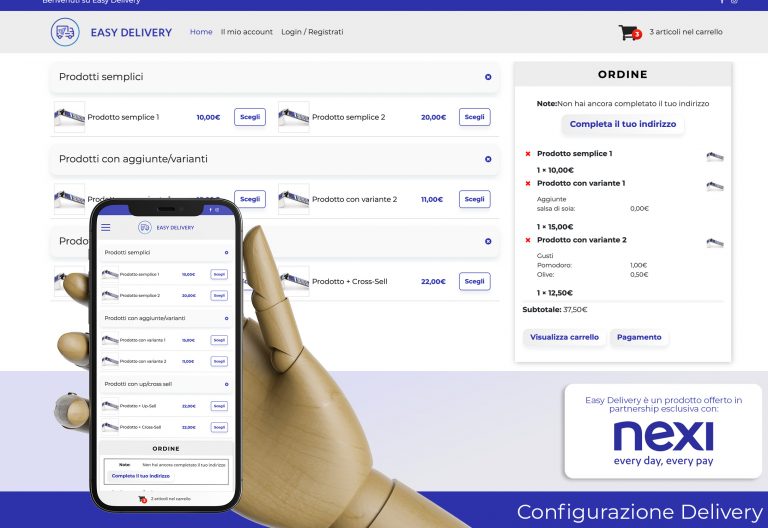 Benvenuti su Easy Delivery
EASY DELIVERY
Home Il mio account Login / Registrati
3
3 articoli nel carrello
Prodotti semplici
Prodotto semplice 1 10,00€ Scegli
Prodotto semplice 2 20,00€ Scegli
Prodotti con aggiunte/varianti
Scegli
Prodotto con variante 2 11,00€ Scegli
Prodo
Prodotto + Cross-Sell 22,00€ Scegli
ORDINE
Note:Non hai ancora completato il tuo indirizzo
Completa il tuo indirizzo
Prodotto semplice 1
1 × 10,00€
Prodotto con variante 1
Aggiunte
salsa di soia: 0,00€
1 × 15,00€
Prodotto con variante 2
Gusti
Pomodoro: 1,00€
Olive: 0,50€
1 × 12,50€
Subtotale: 37,50€
Visualizza carrello Pagamento
EASY DELIVERY
Prodotti semplici
Prodotto semplice 1 10,00€ Scegli
Prodotto semplice 2 20,00€ Scegli
Prodotti con aggiunte/varianti
Prodotto con variante 1 15,00€ Scegli
Prodotto con variante 2 11,00€ Scegli
Prodotti con up/cross sell
Prodotto + Up-Sell 22,00€ Scegli
Prodotto + Cross-Sell 22,00€ Scegli
ORDINE
Note: Non hai ancora completato il tuo indirizzo
Completa il tuo indirizzo
3 articoli nel carrello
Easy Delivery è un prodotto offerto in
partnership esclusiva con:
nexi
every day, every pay
Configurazione Delivery